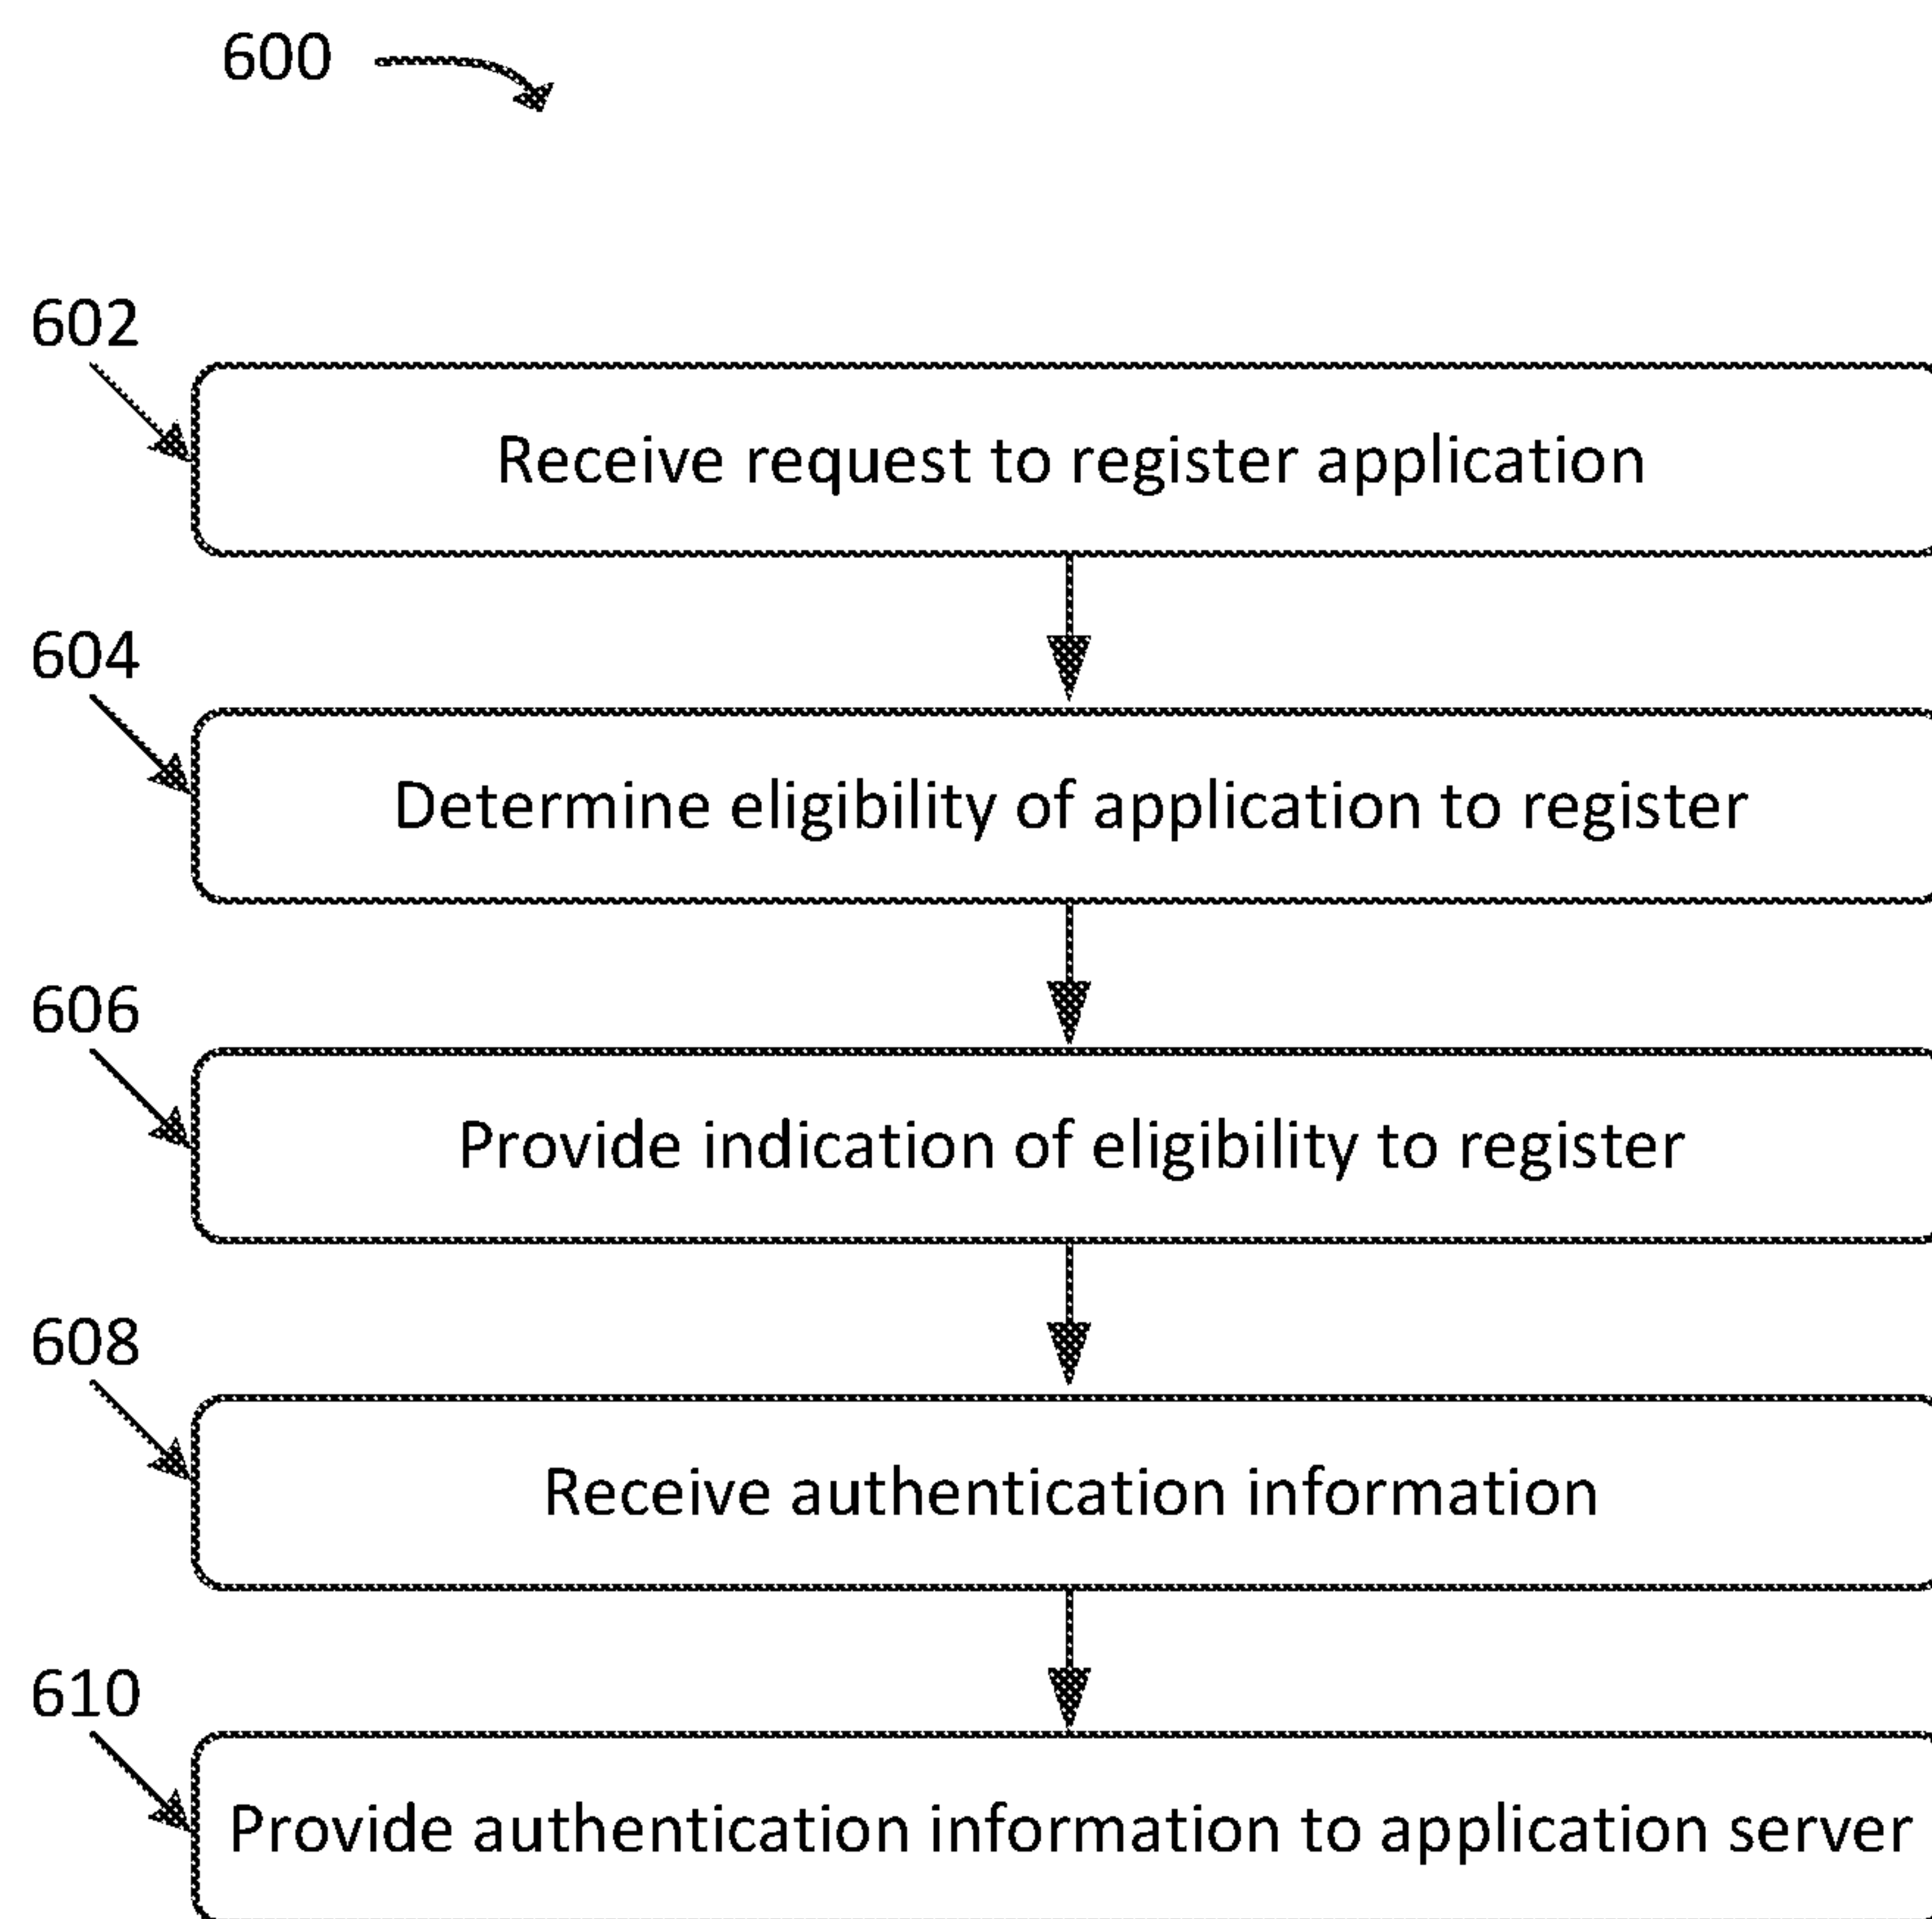 600
602
Receive request to register application
604
Determine eligibility of application to register
606
Provide indication of eligibility to register
608
Receive authentication information
610
Provide authentication information to application server